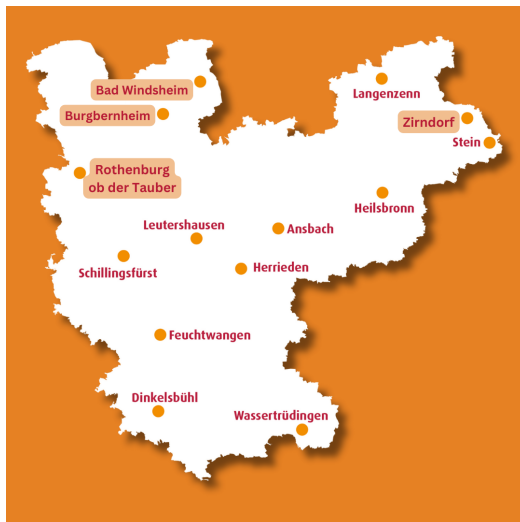 Bad Windsheim
Langenzenn
Burgbernheim
Zirndorf
Stein
Rothenburg
ob der Tauber
Heilsbronn
Leutershausen
Ansbach
Schillingsfürst
Herrieden
Feuchtwangen
Dinkelsbühl
Wassertrüdingen